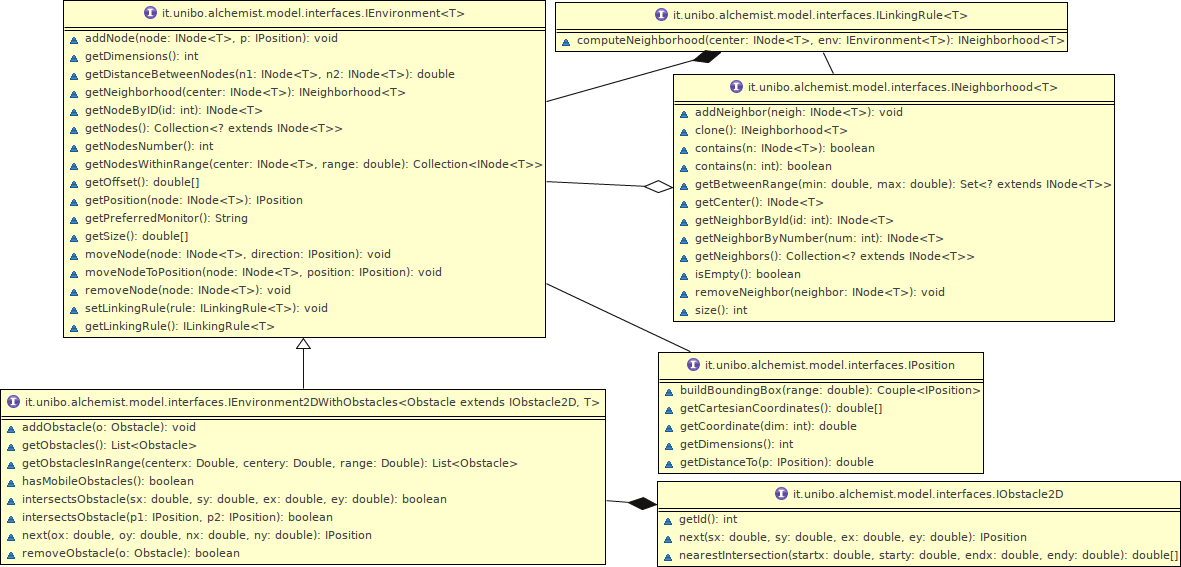 it.unibo.alchemist.model.interfaces.IEnvironment<T>
addNode(node: INode<T>, p: IPosition): void
getDimensions(): int
getDistanceBetweenNodes(n1: INode<T>, n2: INode<T>): double
getNeighborhood(center: INode<T>): INeighborhood<T>
getNodeByID(id: int): INode<T>
getNodes(): Collection<? extends INode<T>>
getNodesNumber(): int
getNodesWithinRange(center: INode<T>, range: double): Collection<INode<T>>
getOffset(): double[]
getPosition(node: INode<T>): IPosition
getPreferredMonitor(): String
getSize(): double[]
moveNode(node: INode<T>, direction: IPosition): void
moveNodeToPosition(node: INode<T>, position: IPosition): void
removeNode(node: INode<T>): void
setLinkingRule(rule: ILinkingRule<T>): void
getLinkingRule(): ILinkingRule<T>
it.unibo.alchemist.model.interfaces.ILinkingRule<T>
computeNeighborhood(center: INode<T>, env: IEnvironment<T>): INeighborhood<T>
it.unibo.alchemist.model.interfaces.INeighborhood<T>
addNeighbor(neigh: INode<T>): void
clone(): INeighborhood<T>
contains(n: INode<T>): boolean
contains(n: int): boolean
getBetweenRange(min: double, max: double): Set<? extends INode<T>>
getCenter(): INode<T>
getNeighborById(id: int): INode<T>
getNeighborByNumber(num: int): INode<T>
getNeighbors(): Collection<? extends INode<T>>
isEmpty(): boolean
removeNeighbor(neighbor: INode<T>): void
size(): int
it.unibo.alchemist.model.interfaces.IPosition
buildBoundingBox(range: double): Couple<IPosition>
getCartesianCoordinates(): double[]
getCoordinate(dim: int): double
getDimensions(): int
getDistanceTo(p: IPosition): double
it.unibo.alchemist.model.interfaces.IEnvironment2DWithObstacles<Obstacle extends IObstacle2D, T>
addObstacle(o: Obstacle): void
getObstacles(): List<Obstacle>
getObstaclesInRange(centerx: Double, centery: Double, range: Double): List<Obstacle>
hasMobileObstacles(): boolean
intersectsObstacle(sx: double, sy: double, ex: double, ey: double): boolean
intersectsObstacle(p1: IPosition, p2: IPosition): boolean
next(ox: double, oy: double, nx: double, ny: double): IPosition
removeObstacle(o: Obstacle): boolean
it.unibo.alchemist.model.interfaces.IObstacle2D
getId(): int
next(sx: double, sy: double, ex: double, ey: double): IPosition
nearestIntersection(startx: double, starty: double, endx: double, endy: double): double[]